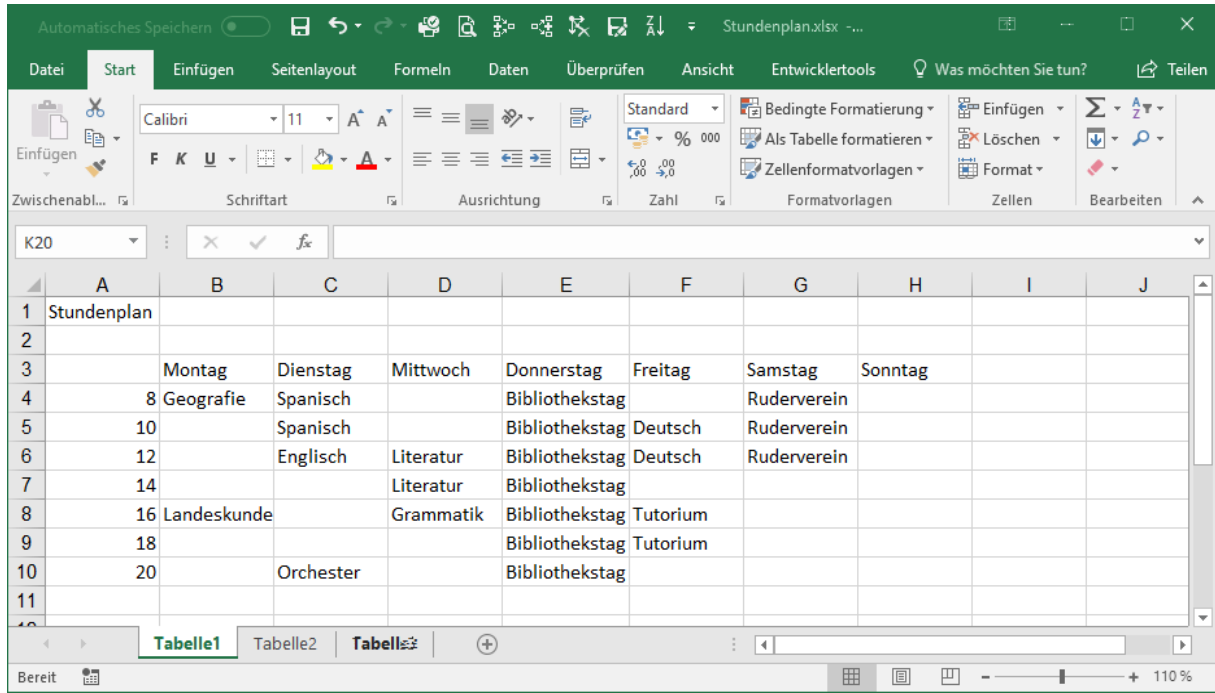 Automatisches Speichern Stundenplan.xlsx -...
Datei Start Einfügen Seitenlayout Formeln Daten Überprüfen Ansicht Entwicklertools Was möchten Sie tun? Teilen
Einfügen
Calibri 11 A A
F K U A
Standard
% 000
Bedingte Formatierung
Als Tabelle formatieren
Zellenformatvorlagen
Einfügen
Löschen
Format
Zwischenabl... Schriftart Ausrichtung Zahl Formatvorlagen Zellen Bearbeiten
K20 fx
A B C D E F G H I J
1 Stundenplan
2
3 Montag Dienstag Mittwoch Donnerstag Freitag Samstag Sonntag
4 8 Geografie Spanisch Bibliothekstag Ruderverein
5 10 Spanisch Bibliothekstag Deutsch Ruderverein
6 12 Englisch Literatur Bibliothekstag Deutsch Ruderverein
7 14 Literatur Bibliothekstag
8 16 Landeskunde Grammatik Bibliothekstag Tutorium
9 18 Bibliothekstag Tutorium
10 20 Orchester Bibliothekstag
11
Tabelle1 Tabelle2
Bereit 110 %